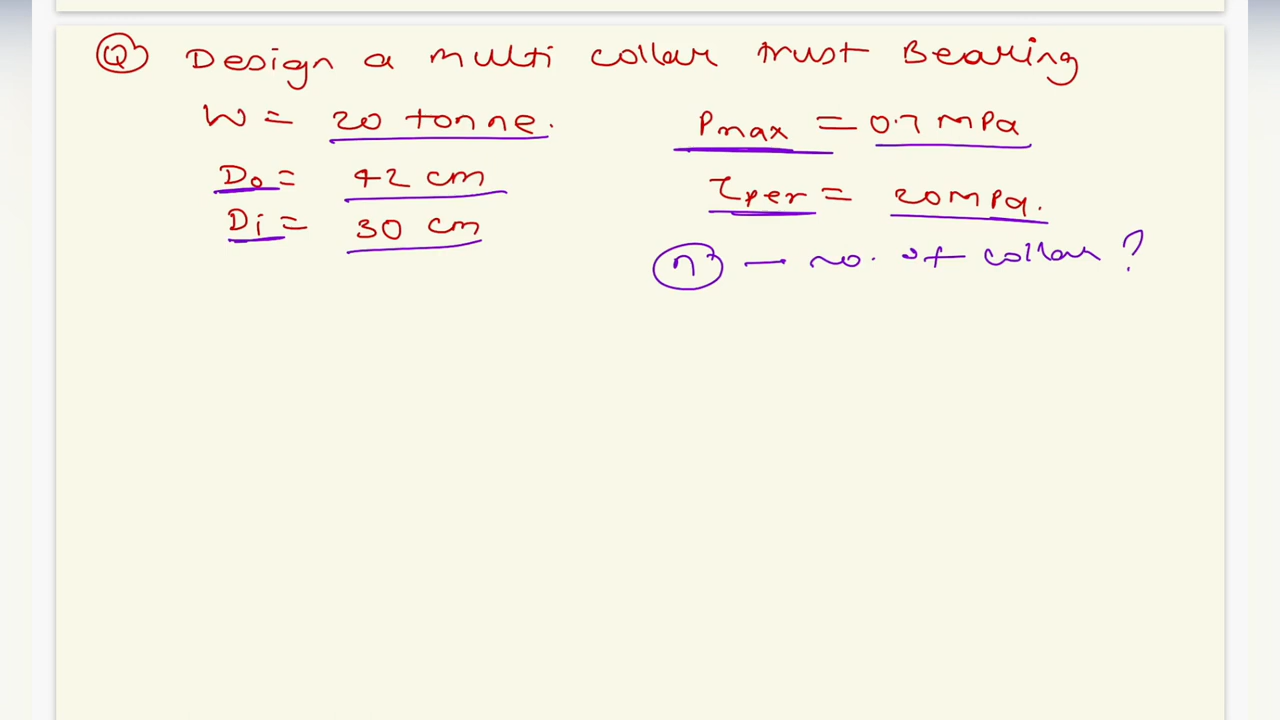 Q Design a multi collar trust Bearing
W = 20 tonne.
Do = 42 cm
Di = 30 cm
Pmax = 0.7 MPa
τper = 20 MPa.
n → no. of collar ?